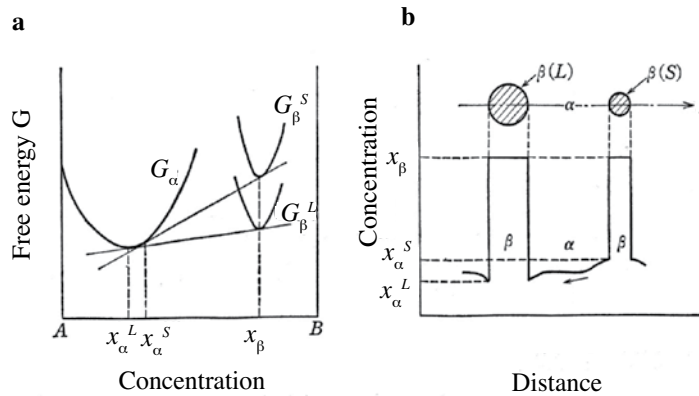 a
Free energy G
G_α
G_β^S
G_β^L
A
B
x_α^L
x_α^S
x_β
Concentration
b
Concentration
β(L)
β(S)
α
x_β
x_α^S
x_α^L
β
α
β
Distance